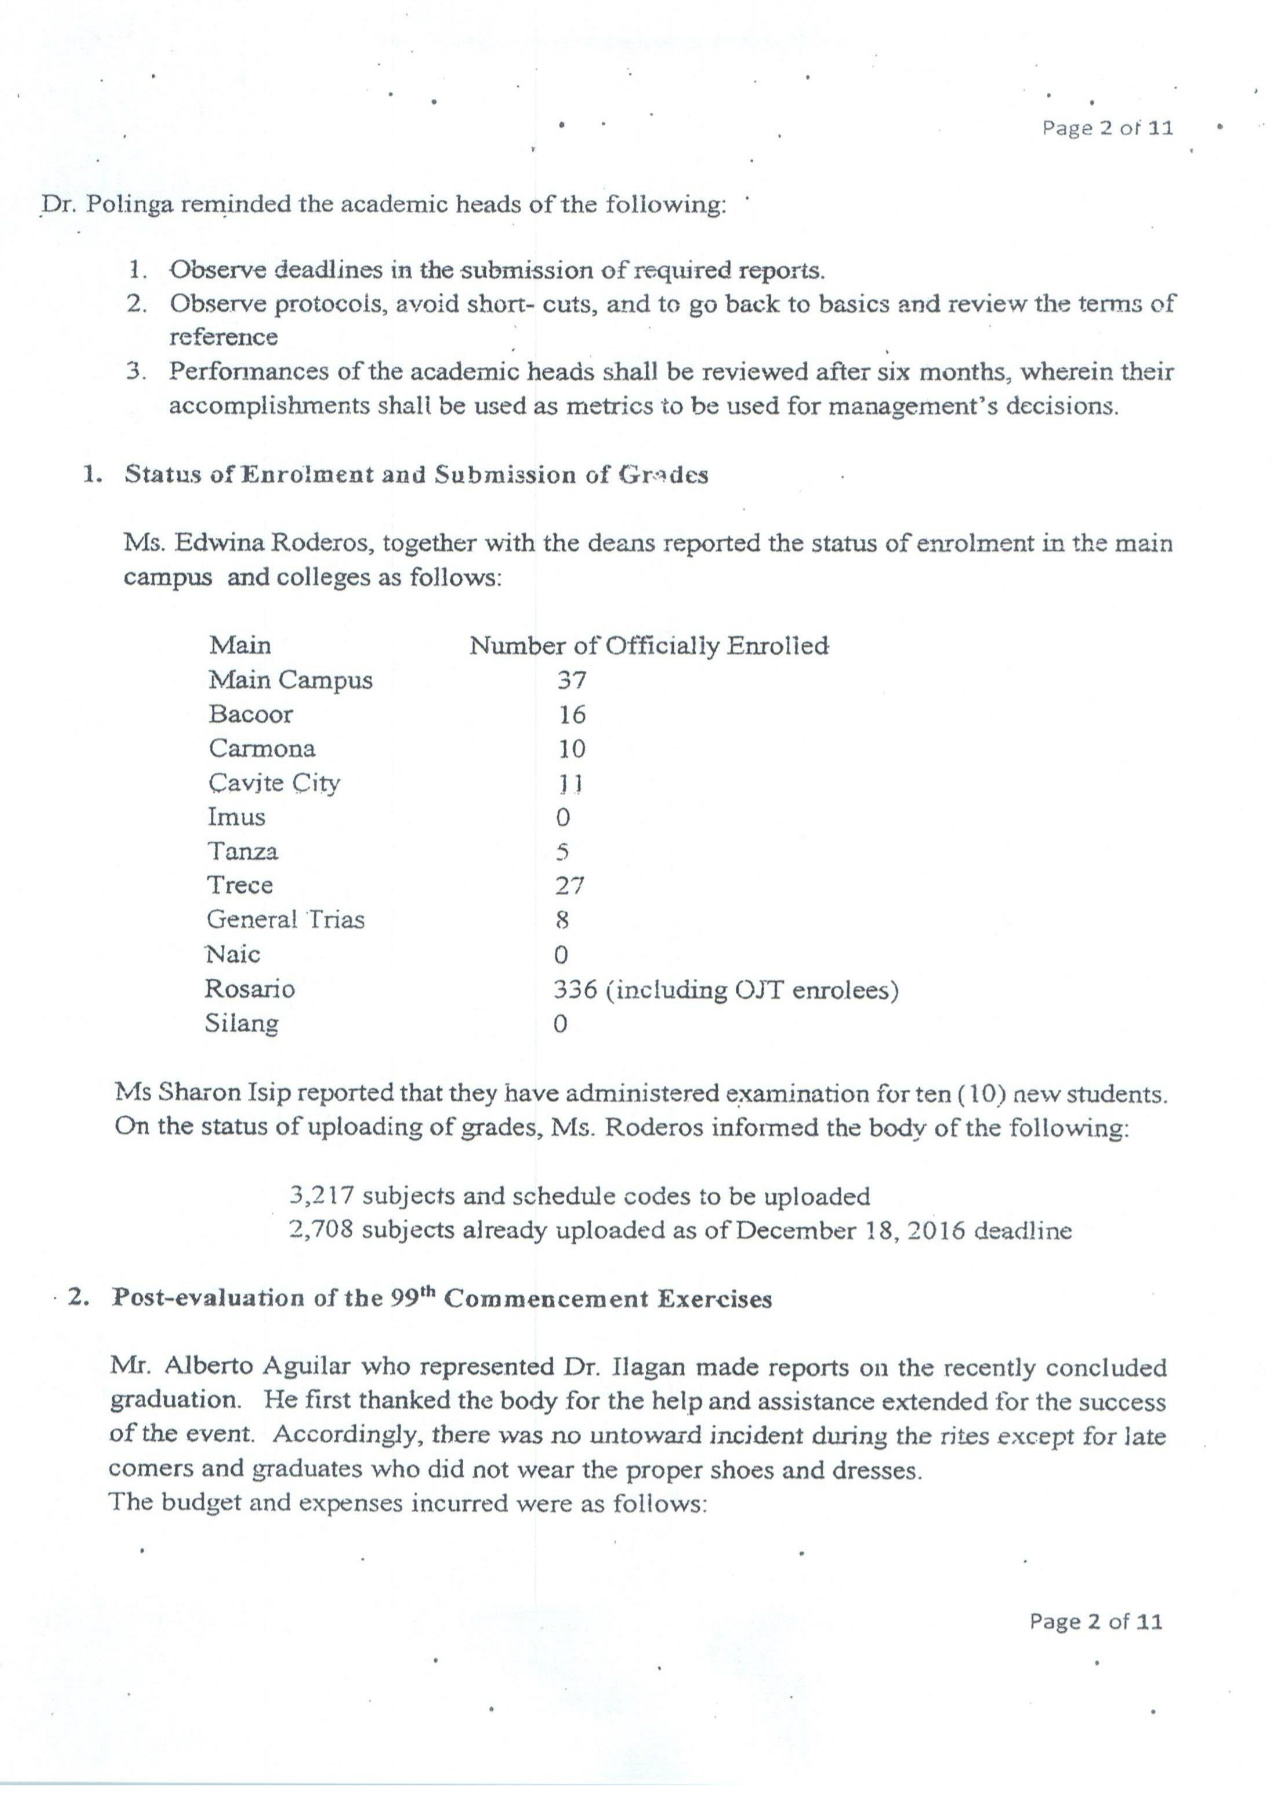 Page 2 of 11
Dr. Polinga reminded the academic heads of the following:
1. Observe deadlines in the submission of required reports.
2. Observe protocols, avoid short- cuts, and to go back to basics and review the terms of
reference
3. Performances of the academic heads shall be reviewed after six months, wherein their
accomplishments shall be used as metrics to be used for management's decisions.
1. Status of Enrolment and Submission of Grades
Ms. Edwina Roderos, together with the deans reported the status of enrolment in the main
campus and colleges as follows:
Main Number of Officially Enrolled
Main Campus 37
Bacoor 16
Carmona 10
Cavite City 11
Imus 0
Tanza 5
Trece 27
General Trias 8
Naic 0
Rosario 336 (including OJT enrolees)
Silang 0
Ms Sharon Isip reported that they have administered examination for ten (10) new students.
On the status of uploading of grades, Ms. Roderos informed the body of the following:
3,217 subjects and schedule codes to be uploaded
2,708 subjects already uploaded as of December 18, 2016 deadline
2. Post-evaluation of the 99th Commencement Exercises
Mr. Alberto Aguilar who represented Dr. Ilagan made reports on the recently concluded
graduation. He first thanked the body for the help and assistance extended for the success
of the event. Accordingly, there was no untoward incident during the rites except for late
comers and graduates who did not wear the proper shoes and dresses.
The budget and expenses incurred were as follows:
Page 2 of 11